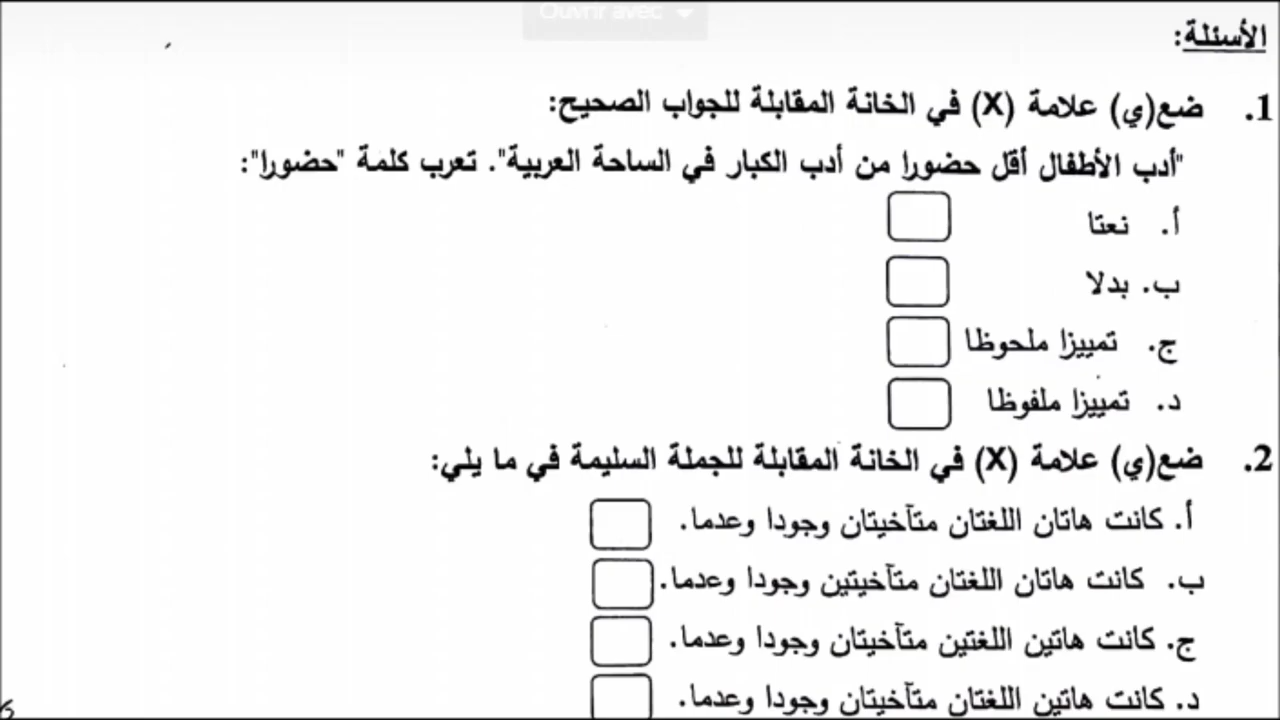 Ouvrir avec
الأسئلة:
1. ضع(ي) علامة (X) في الخانة المقابلة للجواب الصحيح:
"أدب الأطفال أقل حضورا من أدب الكبار في الساحة العربية". تعرب كلمة "حضورا":
أ. نعتا
ب. بدلا
ج. تمييزا ملحوظا
د. تمييزا ملفوظا
2. ضع(ي) علامة (X) في الخانة المقابلة للجملة السليمة في ما يلي:
أ. كانت هاتان اللغتان متآخيتان وجودا وعدما.
ب. كانت هاتان اللغتان متآخيتين وجودا وعدما.
ج. كانت هاتين اللغتين متآخيتان وجودا وعدما.
د. كانت هاتين اللغتان متآخيتان وجودا وعدما.